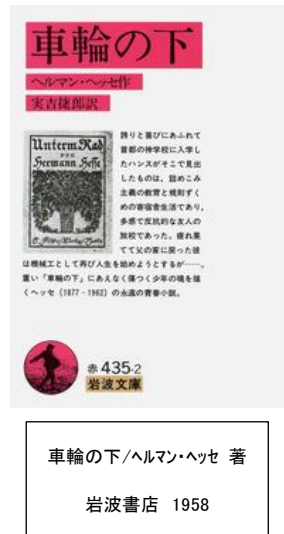 車輪の下
ヘルマン・ヘッセ作
実吉捷郎訳
Unterm Rad
Hermann Hesse
誇りと喜びにあふれて
首都の神学校に入学し
たハンスがそこで見出
したものは，詰めこみ
主義の教育と規則ずく
めの寄宿舎生活であり，
多感で反抗的な友人の
放校であった。疲れ果
てて父の家に戻った彼
は機械工として再び人生を始めようとするが――。
重い「車輪の下」にあえなく傷つく少年の魂を描
くヘッセ（1877－1962）の永遠の青春小説。
赤435-2
岩波文庫
車輪の下/ヘルマン・ヘッセ 著
岩波書店 1958